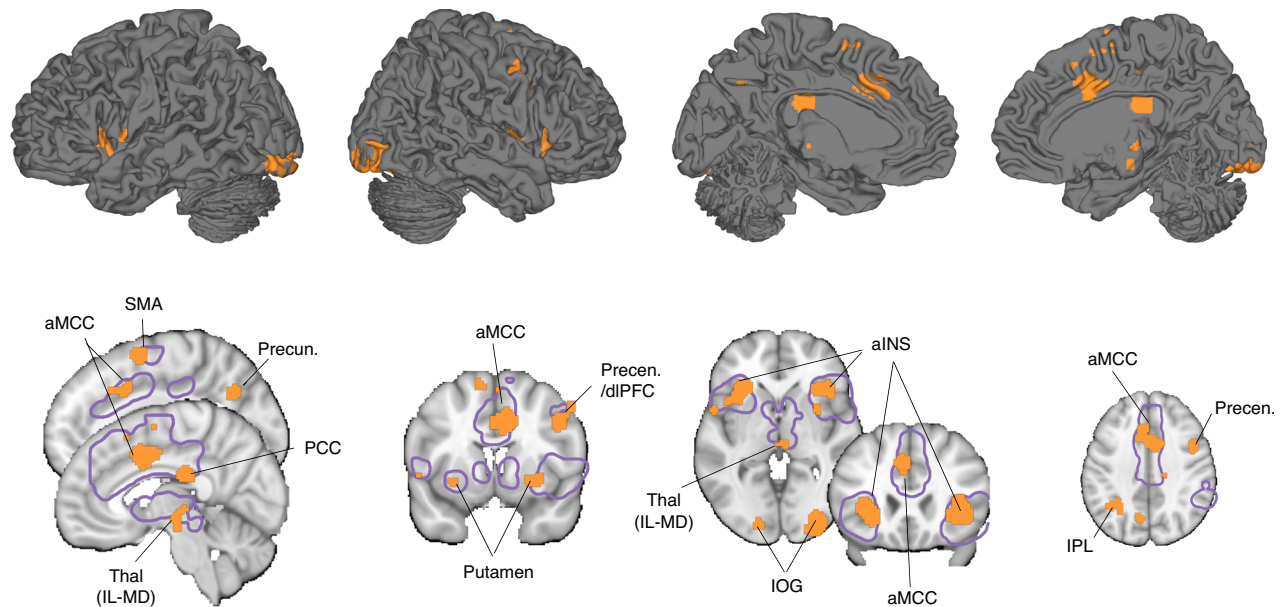 SMA
aMCC
Precun.
PCC
Thal
(IL-MD)
aMCC
Precen.
/dlPFC
Putamen
aINS
Thal
(IL-MD)
IOG
aMCC
aMCC
Precen.
IPL